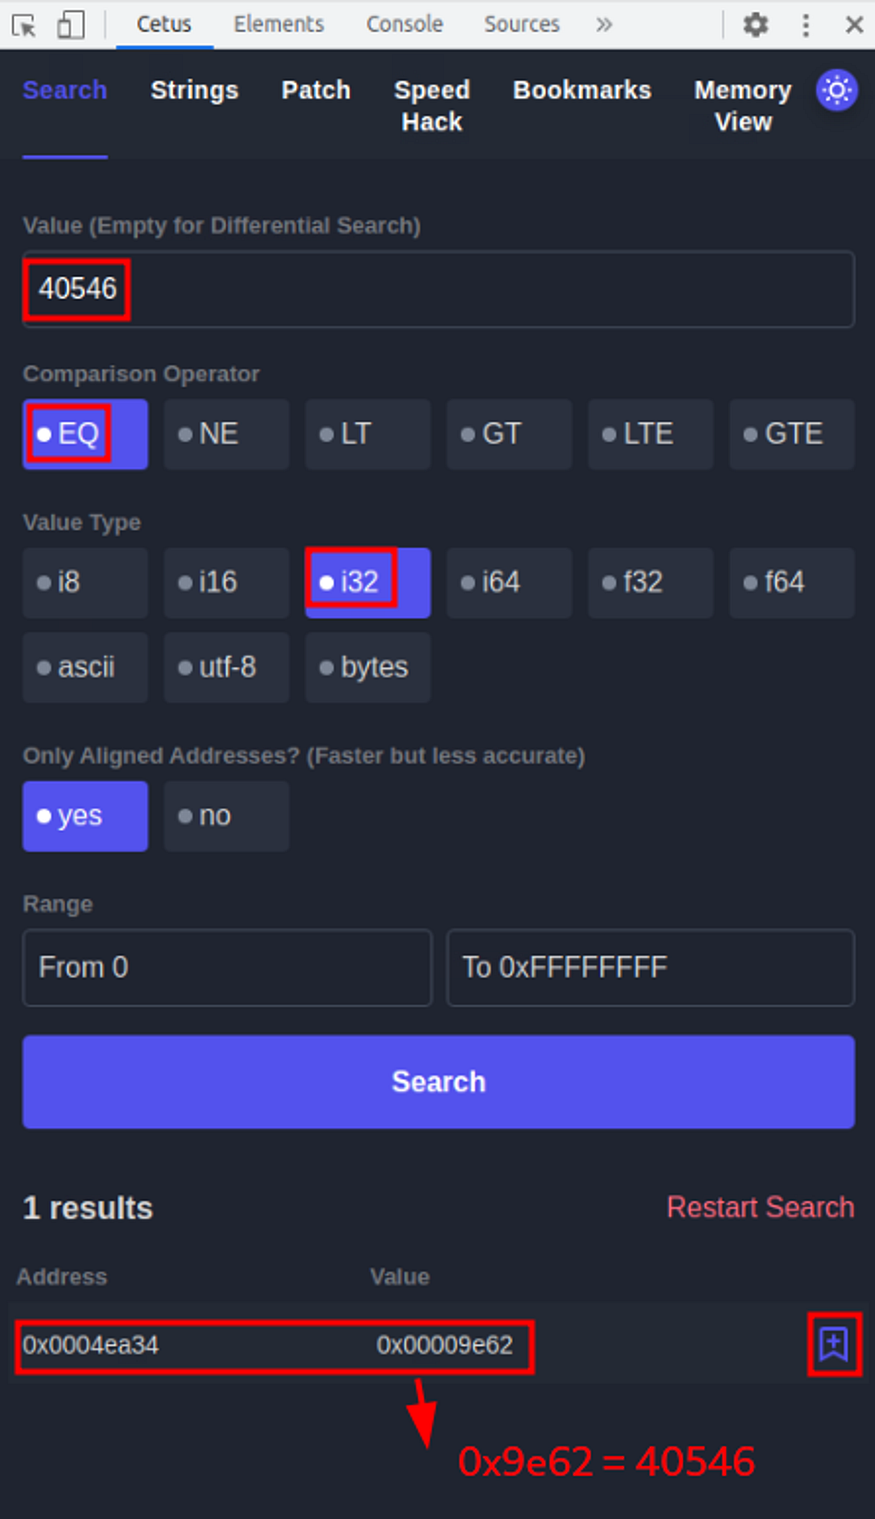 Cetus Elements Console Sources »
Search Strings Patch Speed Hack Bookmarks Memory View
Value (Empty for Differential Search)
40546
Comparison Operator
EQ NE LT GT LTE GTE
Value Type
i8 i16 i32 i64 f32 f64
ascii utf-8 bytes
Only Aligned Addresses? (Faster but less accurate)
yes no
Range
From 0 To 0xFFFFFFFF
Search
1 results Restart Search
Address Value
0x0004ea34 0x00009e62
0x9e62 = 40546